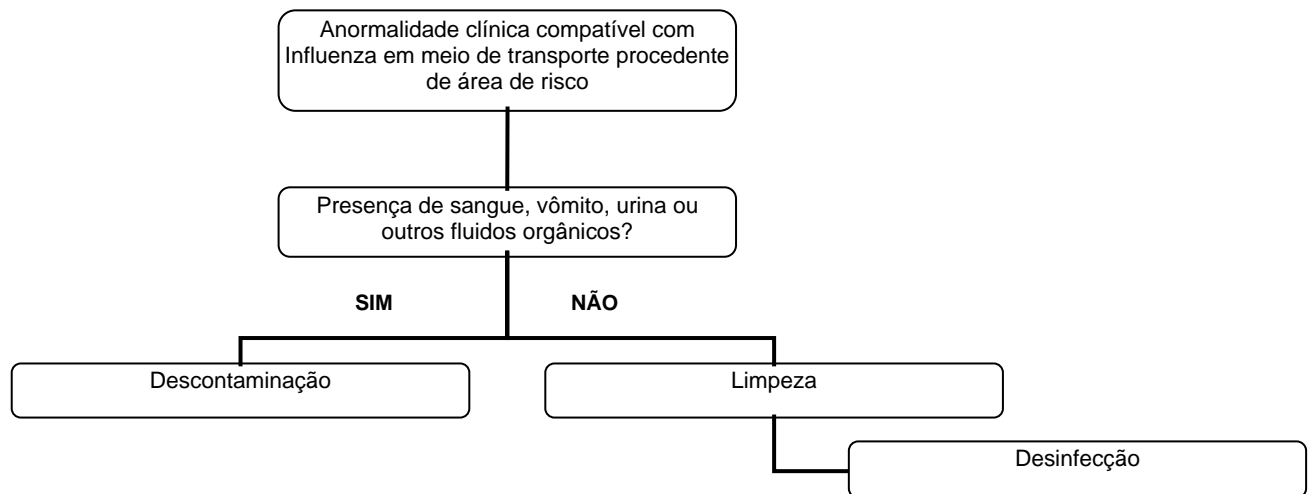 Anormalidade clínica compatível com
Influenza em meio de transporte procedente
de área de risco
Presença de sangue, vômito, urina ou
outros fluidos orgânicos?
SIM
NÃO
Descontaminação
Limpeza
Desinfecção